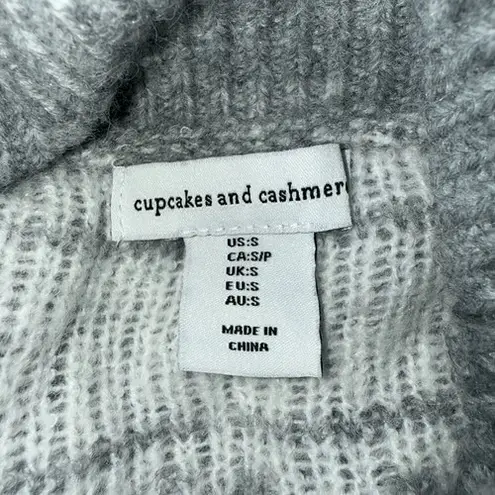 cupcakes and cashmere
US:S
CA:S/P
UK:S
EU:S
AU:S
MADE IN
CHINA